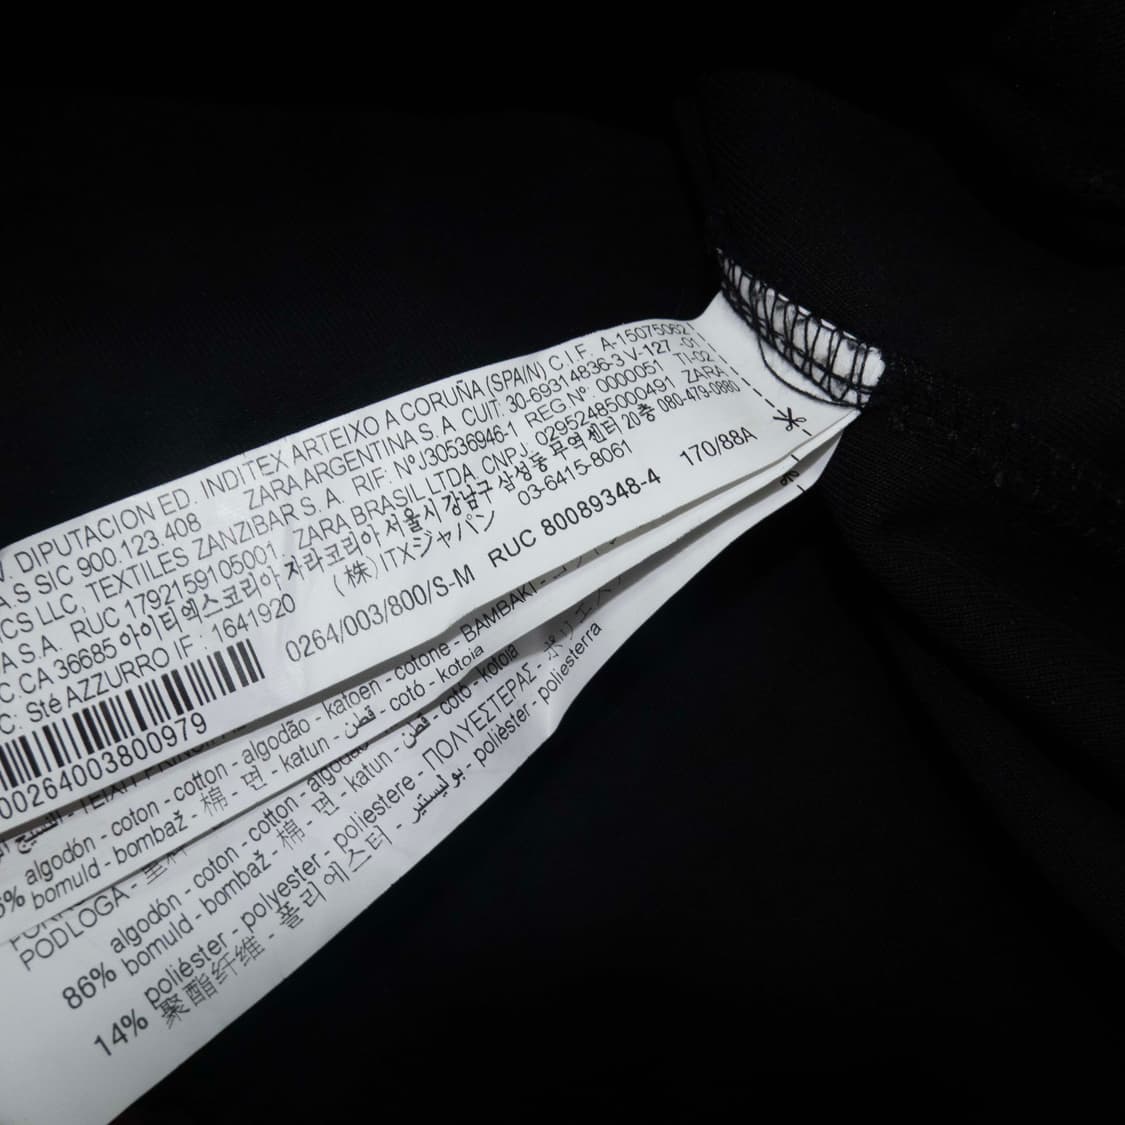 DIPUTACION ED. INDITEX ARTEIXO A CORUÑA (SPAIN) C.I.F. A-15075062
A.S SIC 900 123 408 ZARA ARGENTINA S.A CUIT: 30-69314836-3 V-127 -01
ICS LLC, TEXTILES ZANZIBAR S. A. RIF: NºJ30536946-1 REG.Nº: 0000051 TI-02
A S.A. RUC 1792159105001 ZARA BRASIL LTDA, CNPJ, 02952485000491 ZARA
C. CA 36685 아이티엑스코리아 자라코리아 서울시 강남구 삼성동 무역센터 20층 080-479-0880
C: Sté AZZURRO IF : 1641920 (株)ITXジャパン 03-6415-8061
0264/003/800/S-M RUC 80089348-4 170/88A
00264003800979
algodón - coton - cotton - algodão - katoen - cotone - BAMBAKI -
bomuld - bombaž - 棉 - 면 - katun - قطن - cotó - kotoia
PODLOGA -
86% algodón - coton - cotton - algodão
bomuld - bombaž - 棉 - 면 - katun - قطن - cotó - kotoia
14% poliéster - polyester - poliestere - ΠΟΛΥΕΣΤΕΡΑΣ - ポリエス
聚酯纤维 - 폴리에스터 - بوليستير - poliéster - poliesterra